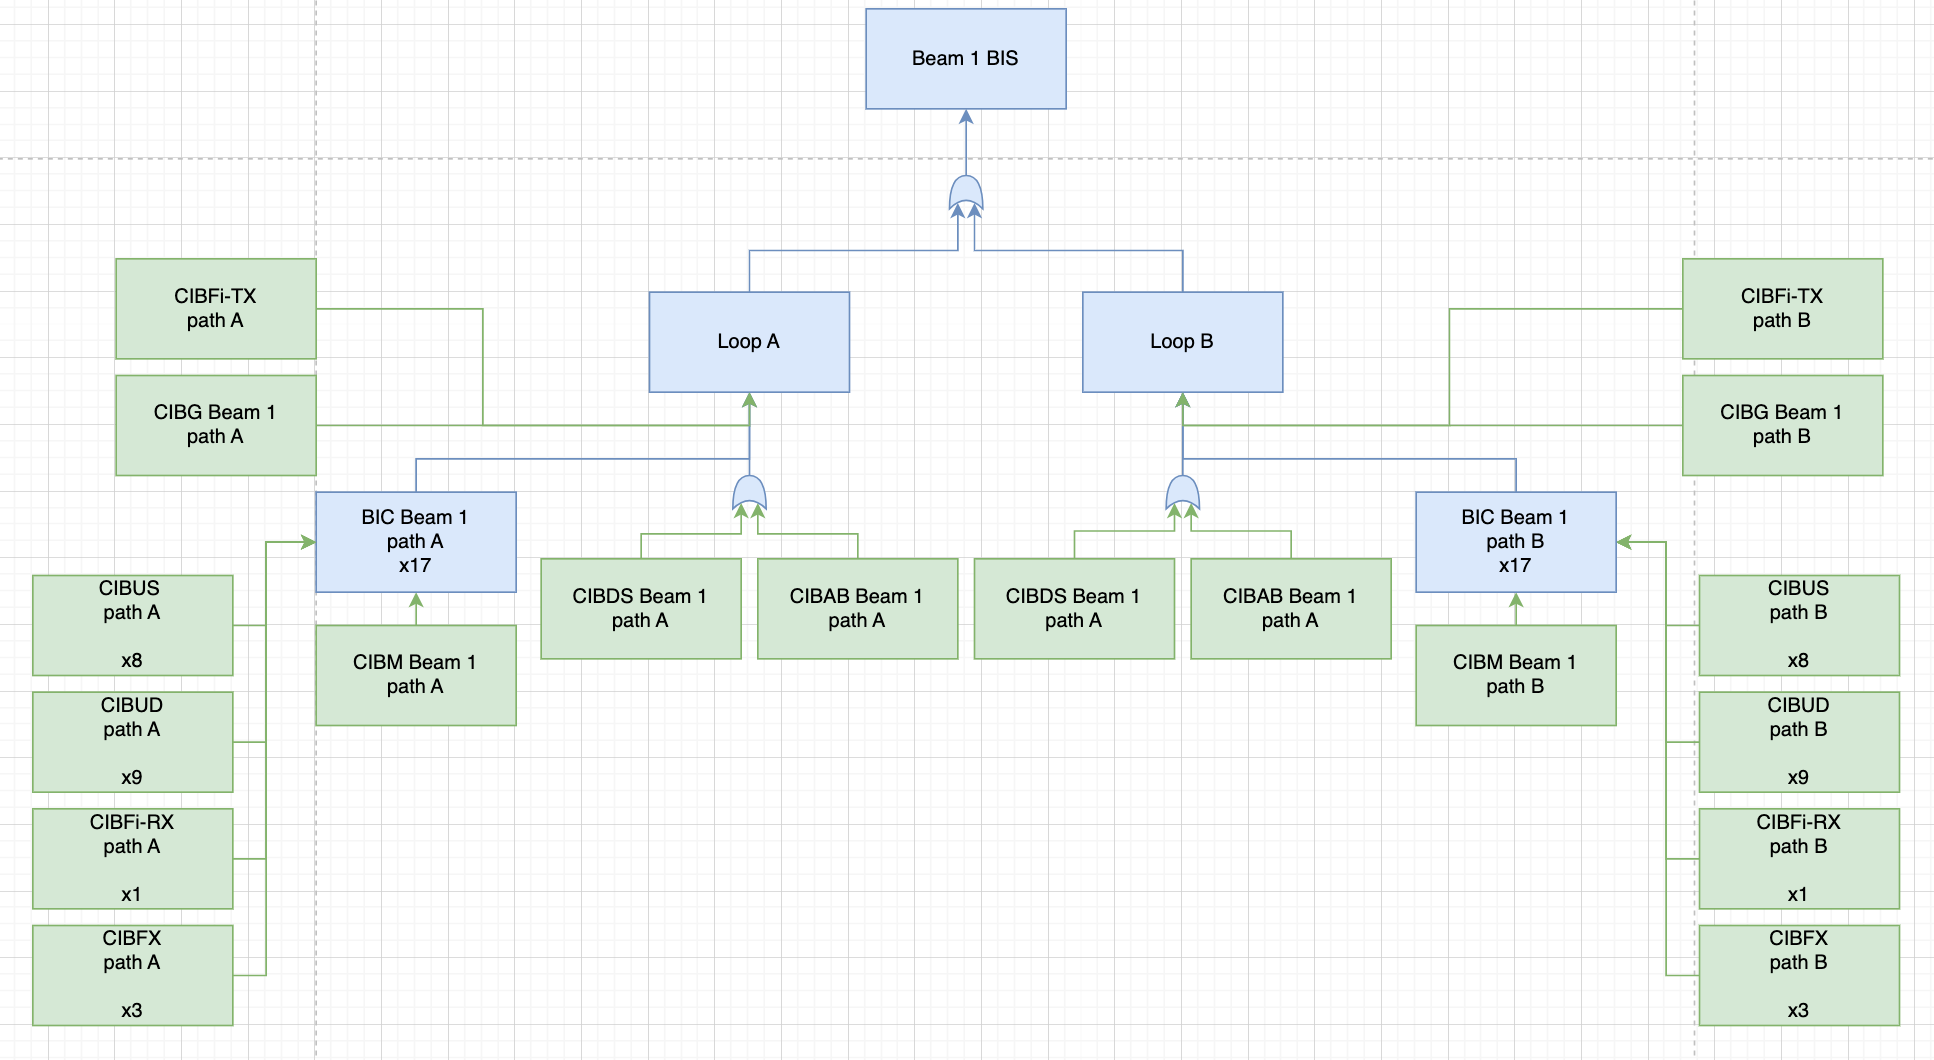 Beam 1 BIS
CIBFi-TX
path A
CIBFi-TX
path B
Loop A
Loop B
CIBG Beam 1
path A
CIBG Beam 1
path B
BIC Beam 1
path A
x17
BIC Beam 1
path B
x17
CIBUS
path A
x8
CIBDS Beam 1
path A
CIBAB Beam 1
path A
CIBDS Beam 1
path A
CIBAB Beam 1
path A
CIBUS
path B
x8
CIBM Beam 1
path A
CIBM Beam 1
path B
CIBUD
path A
x9
CIBUD
path B
x9
CIBFi-RX
path A
x1
CIBFi-RX
path B
x1
CIBFX
path A
x3
CIBFX
path B
x3